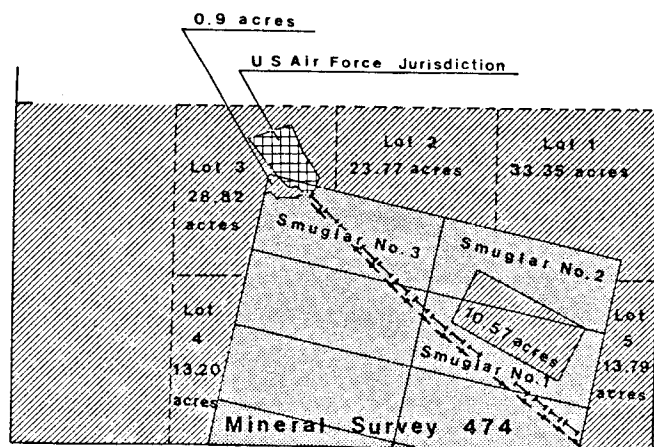 0.9 acres
US Air Force Jurisdiction
Lot 3
28.82
acres
Lot 2
23.77 acres
Lot 1
33.35 acres
Smuglar No.3
Smuglar No.2
10.57
acres
Smuglar No.1
Lot
4
13.20
acres
Lot
5
13.79
acres
Mineral Survey 474